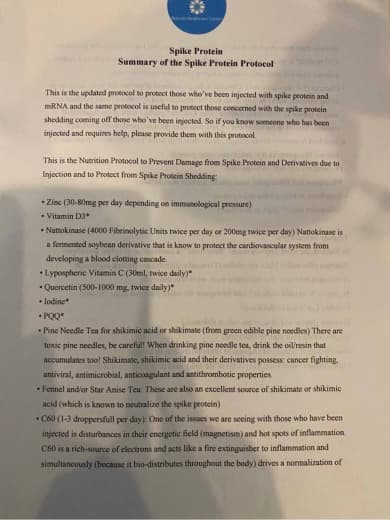 Spike Protein
Summary of the Spike Protein Protocol
This is the updated protocol to protect those who've been injected with spike protein and
mRNA and the same protocol is useful to protect those concerned with the spike protein
shedding coming off those who've been injected. So if you know someone who has been
injected and requires help, please provide them with this protocol.
This is the Nutrition Protocol to Prevent Damage from Spike Protein and Derivatives due to
Injection and to Protect from Spike Protein Shedding:
• Zinc (30-80mg per day depending on immunological pressure)
• Vitamin D3*
• Nattokinase (4000 Fibrinolytic Units twice per day or 200mg twice per day) Nattokinase is
a fermented soybean derivative that is know to protect the cardiovascular system from
developing a blood clotting cascade.
• Lypospheric Vitamin C (30ml, twice daily)*
• Quercetin (500-1000 mg, twice daily)*
• Iodine*
• PQQ*
• Pine Needle Tea for shikimic acid or shikimate (from green edible pine needles) There are
toxic pine needles, be careful! When drinking pine needle tea, drink the oil/resin that
accumulates too! Shikimate, shikimic acid and their derivatives possess: cancer fighting,
antiviral, antimicrobial, anticoagulant and antithrombotic properties.
• Fennel and/or Star Anise Tea. These are also an excellent source of shikimate or shikimic
acid (which is known to neutralize the spike protein)
• C60 (1-3 droppersfull per day): One of the issues we are seeing with those who have been
injected is disturbances in their energetic field (magnetism) and hot spots of inflammation.
C60 is a rich-source of electrons and acts like a fire extinguisher to inflammation and
simultaneously (because it bio-distributes throughout the body) drives a normalization of